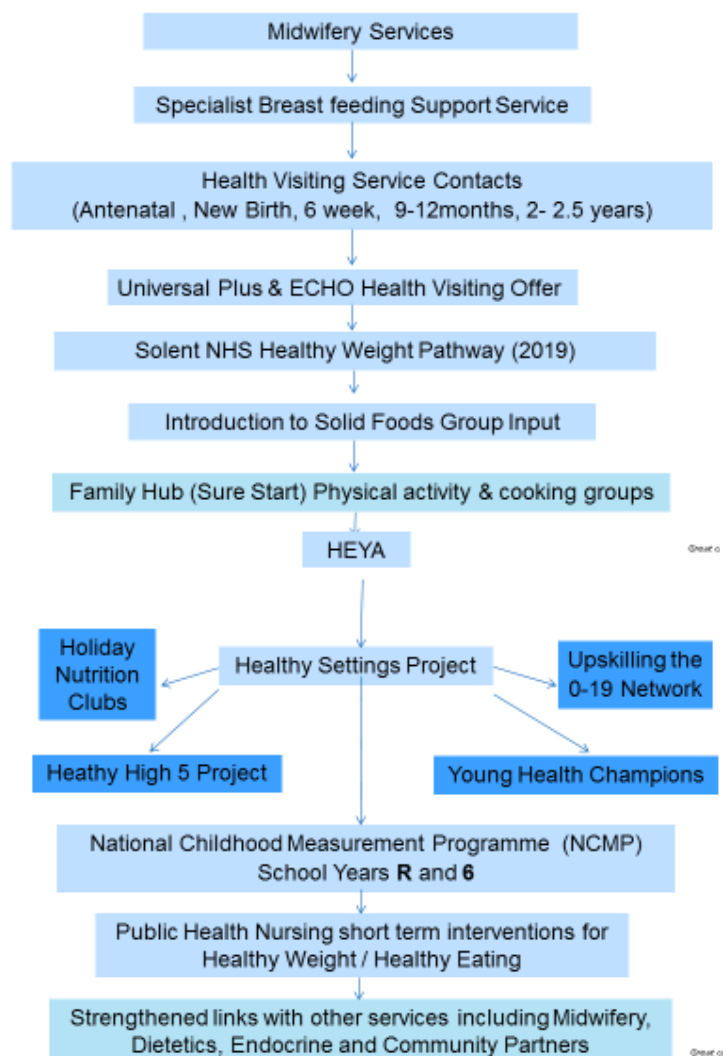 Midwifery Services
Specialist Breast feeding Support Service
Health Visiting Service Contacts
(Antenatal , New Birth, 6 week, 9-12months, 2- 2.5 years)
Universal Plus & ECHO Health Visiting Offer
Solent NHS Healthy Weight Pathway (2019)
Introduction to Solid Foods Group Input
Family Hub (Sure Start) Physical activity & cooking groups
HEYA
Great c
Holiday
Nutrition
Clubs
Healthy Settings Project
Upskilling the
0-19 Network
Heathy High 5 Project
Young Health Champions
National Childhood Measurement Programme (NCMP)
School Years R and 6
Public Health Nursing short term interventions for
Healthy Weight / Healthy Eating
Strengthened links with other services including Midwifery,
Dietetics, Endocrine and Community Partners
Great c